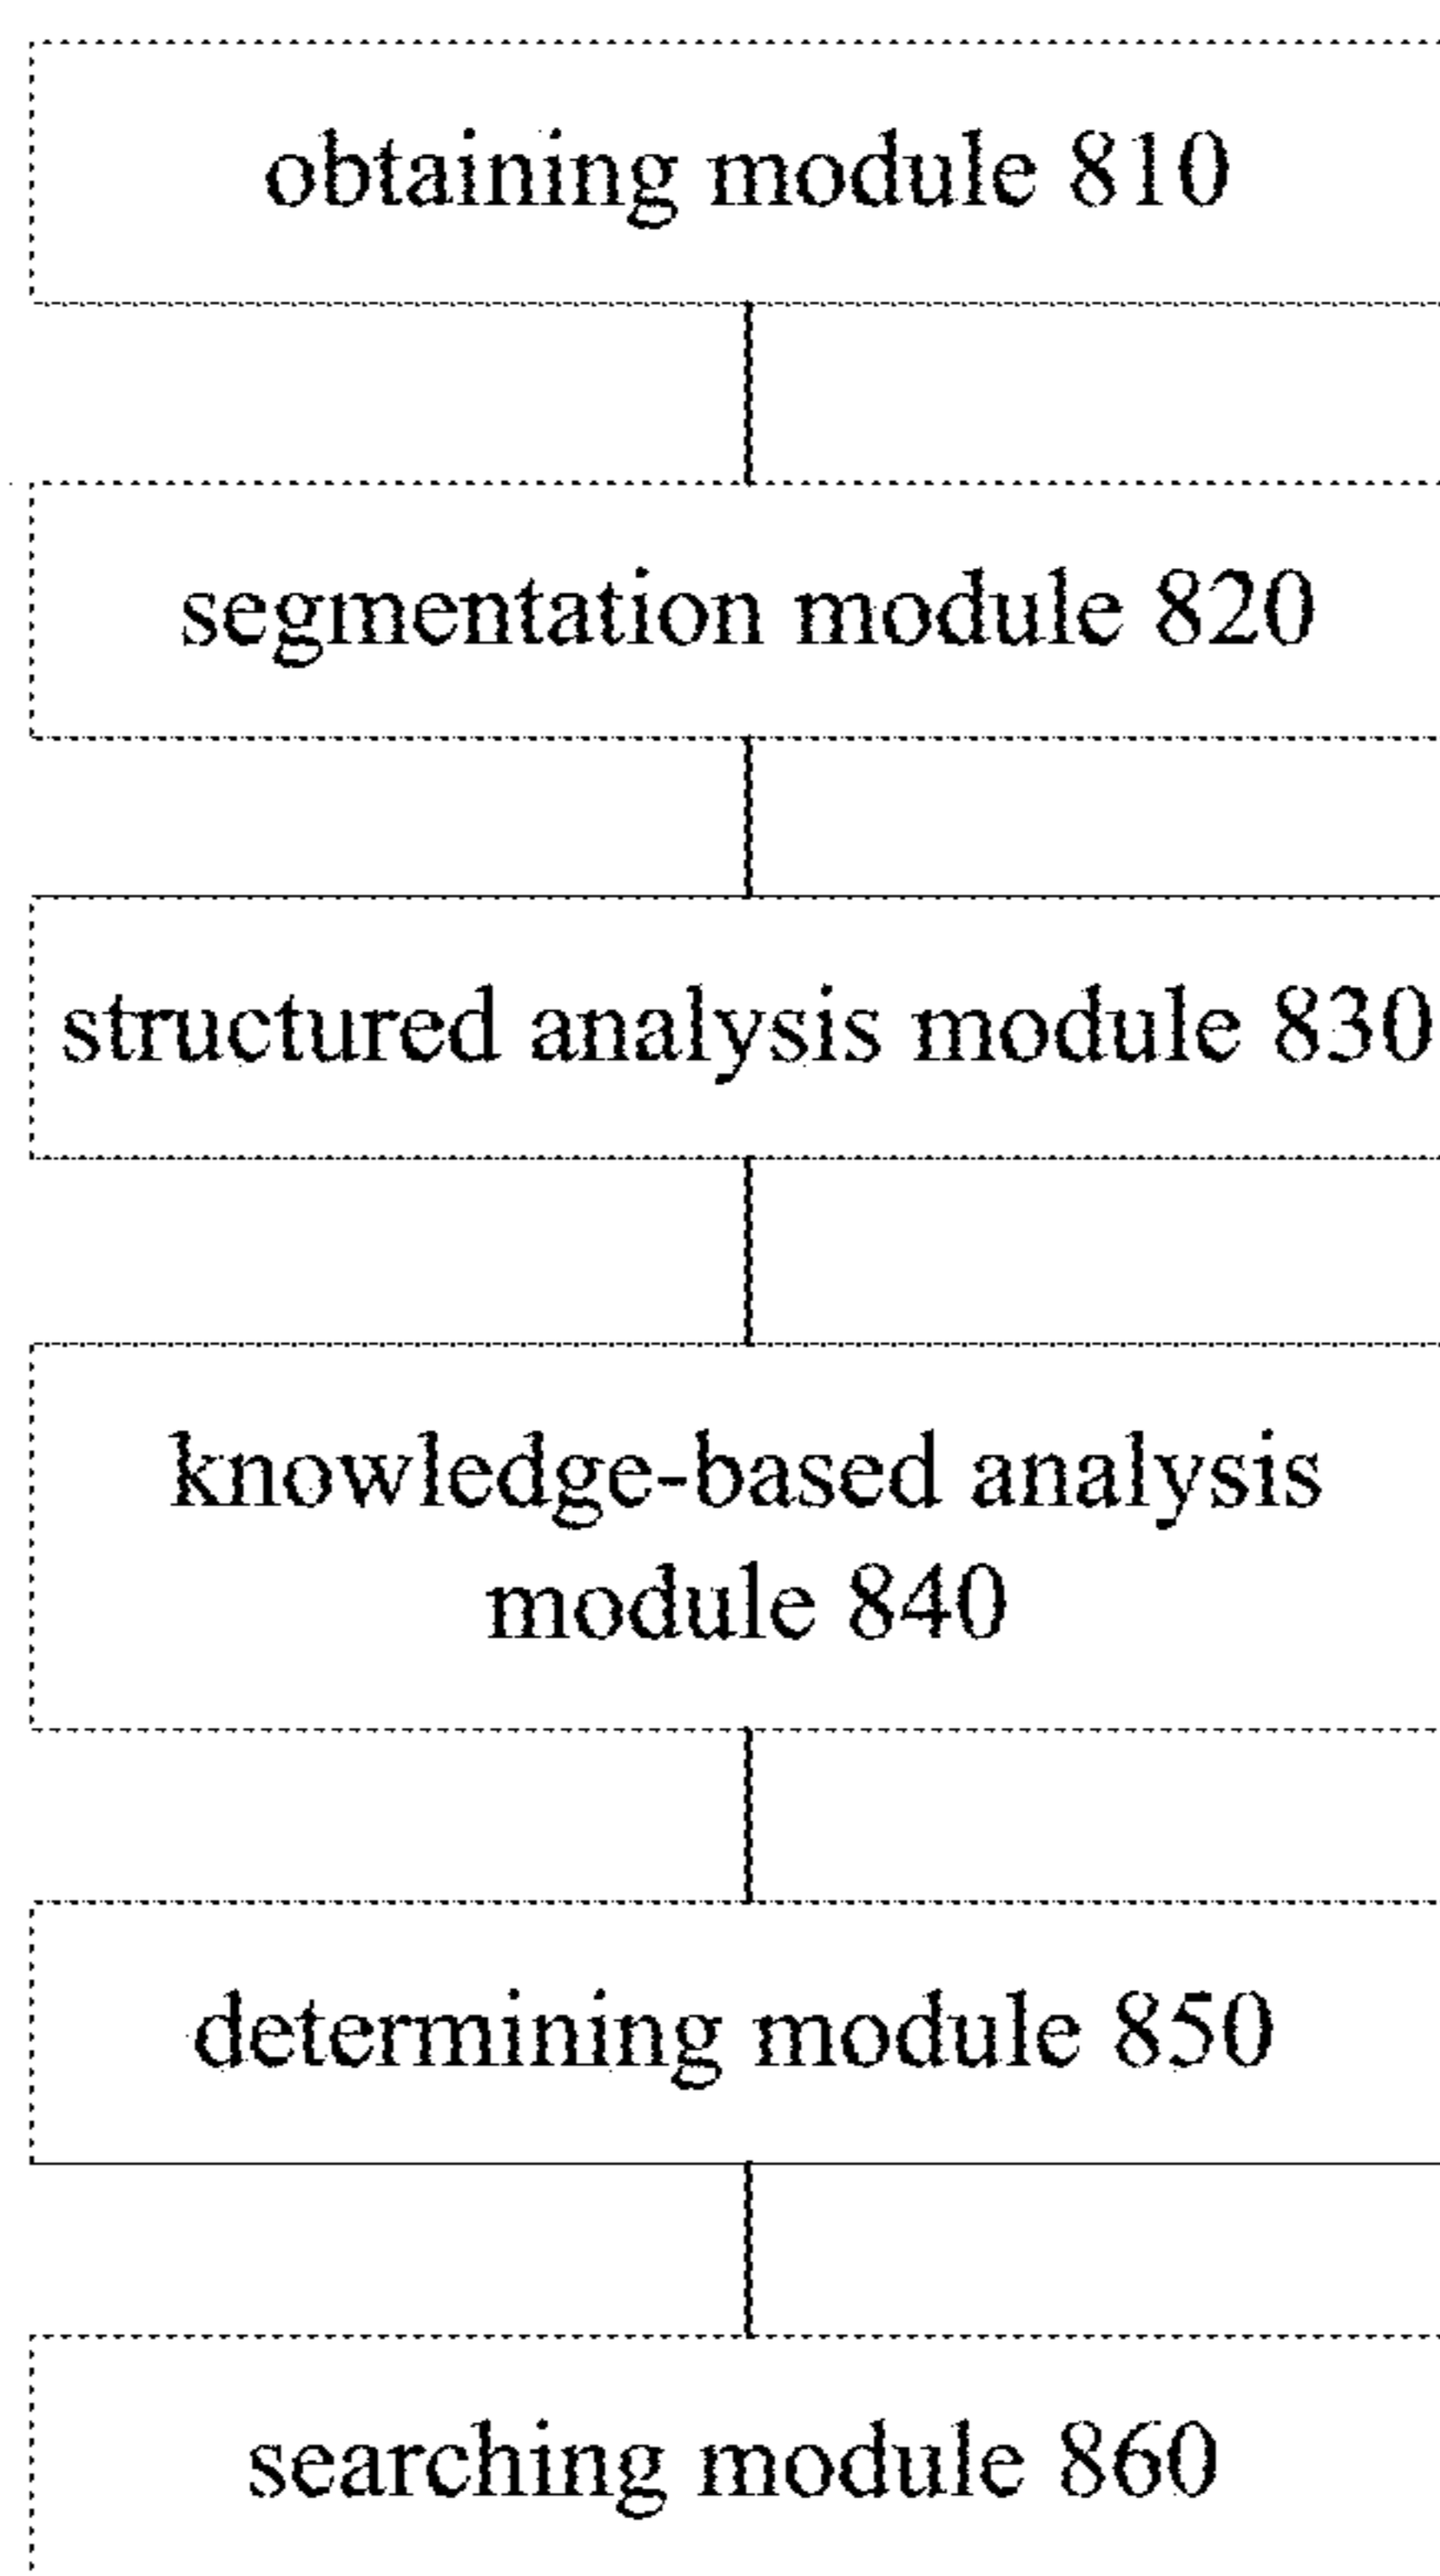 obtaining module 810
segmentation module 820
structured analysis module 830
knowledge-based analysis
module 840
determining module 850
searching module 860